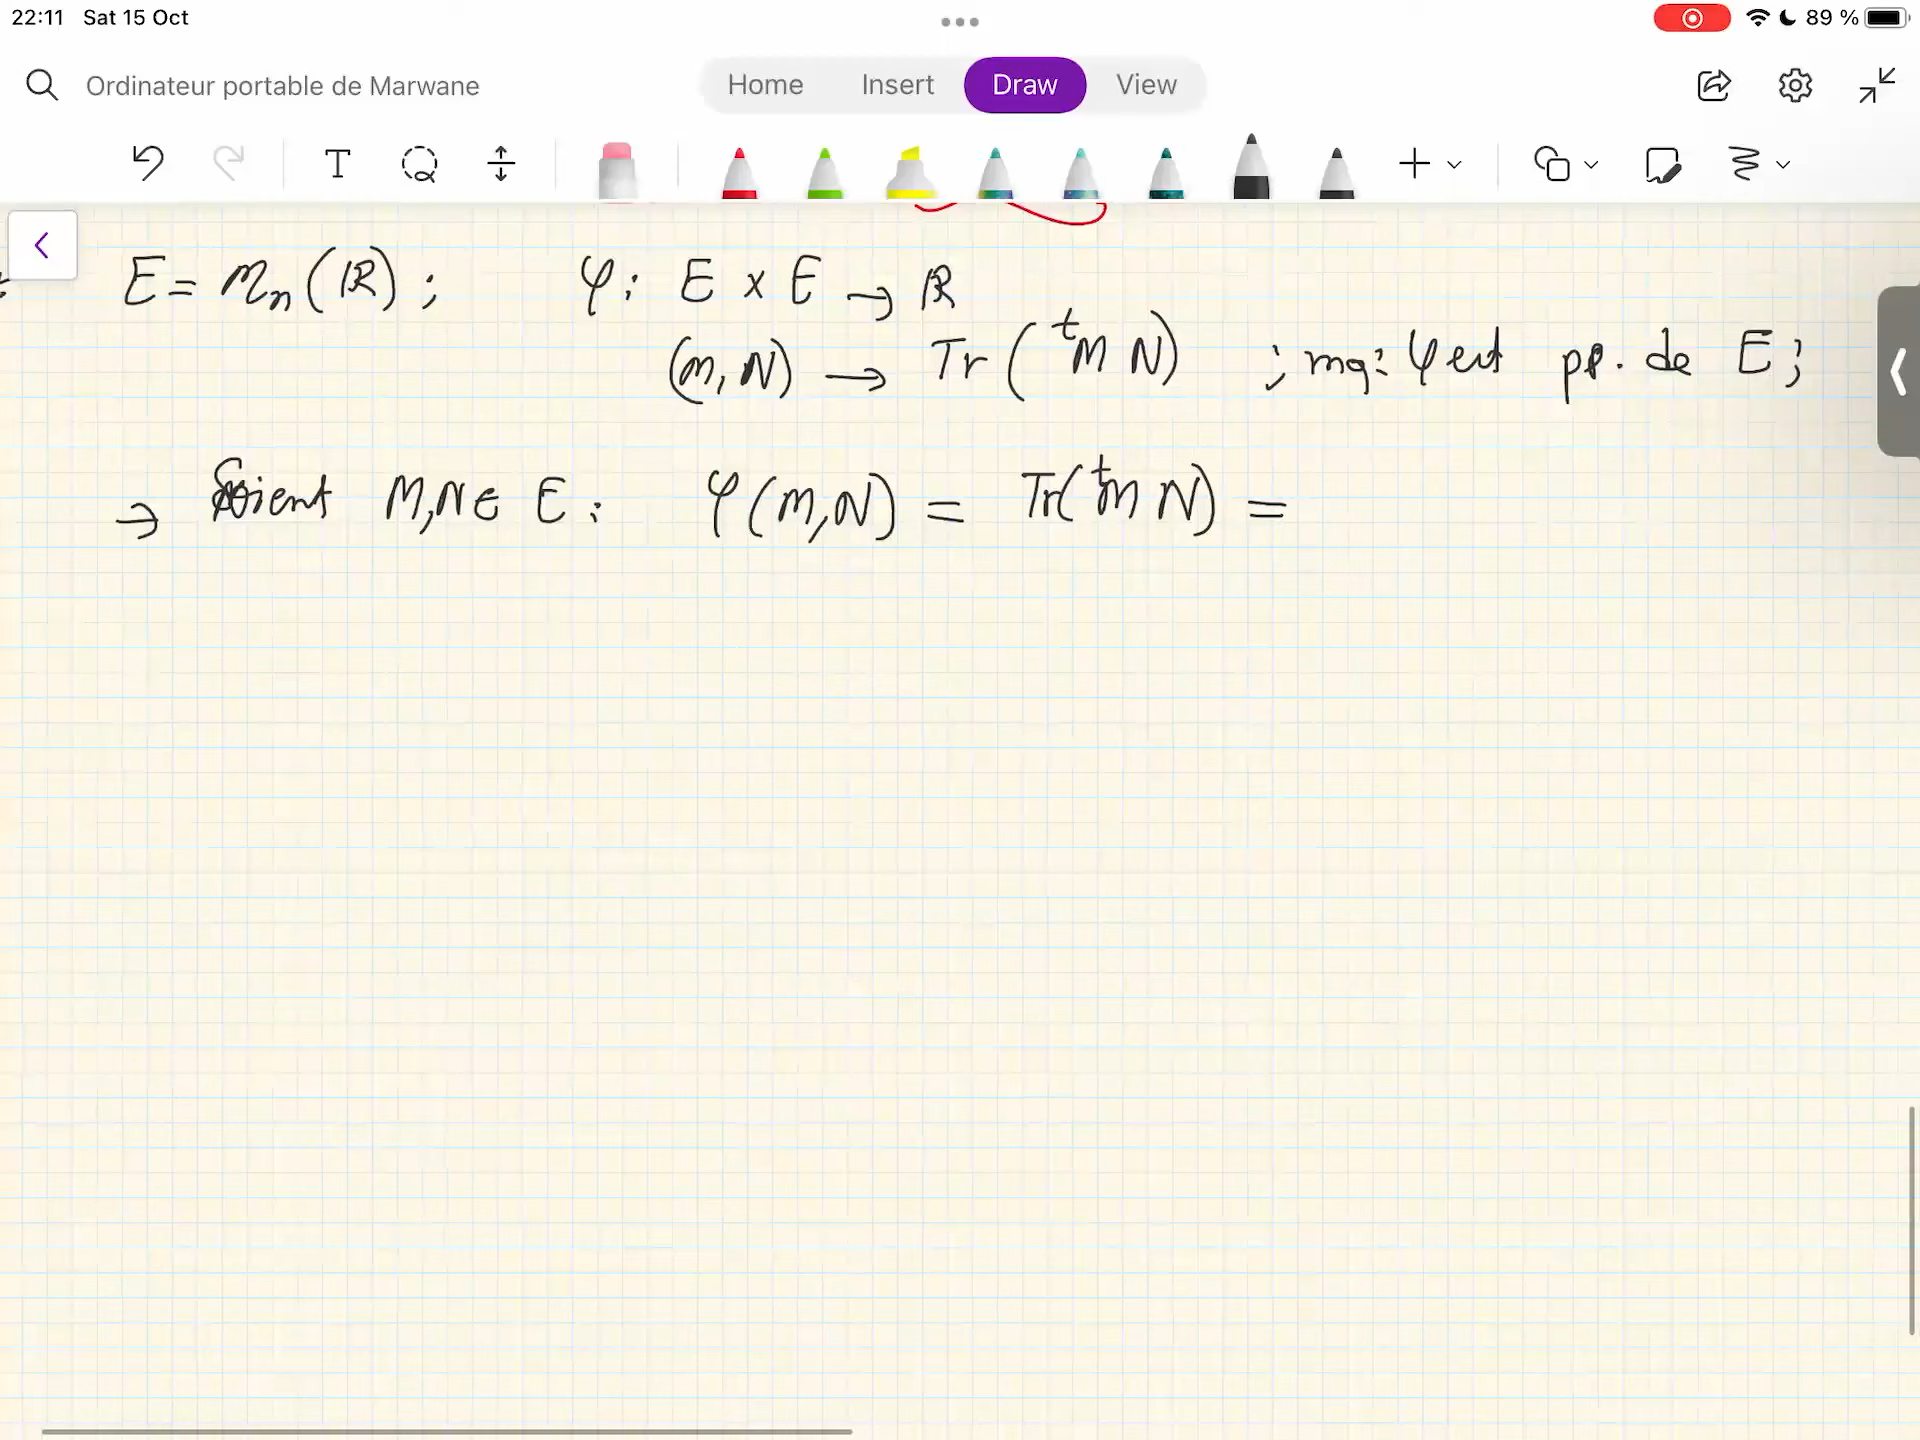 22:11 Sat 15 Oct 89 %
Ordinateur portable de Marwane Home Insert Draw View
T
E = Mn(ℝ) ; φ : E × E → ℝ
(M, N) → Tr(ᵗM N) ; mq: φ est ps. de E ;
→ Soient M, N ∈ E : φ(M, N) = Tr(ᵗM N) =